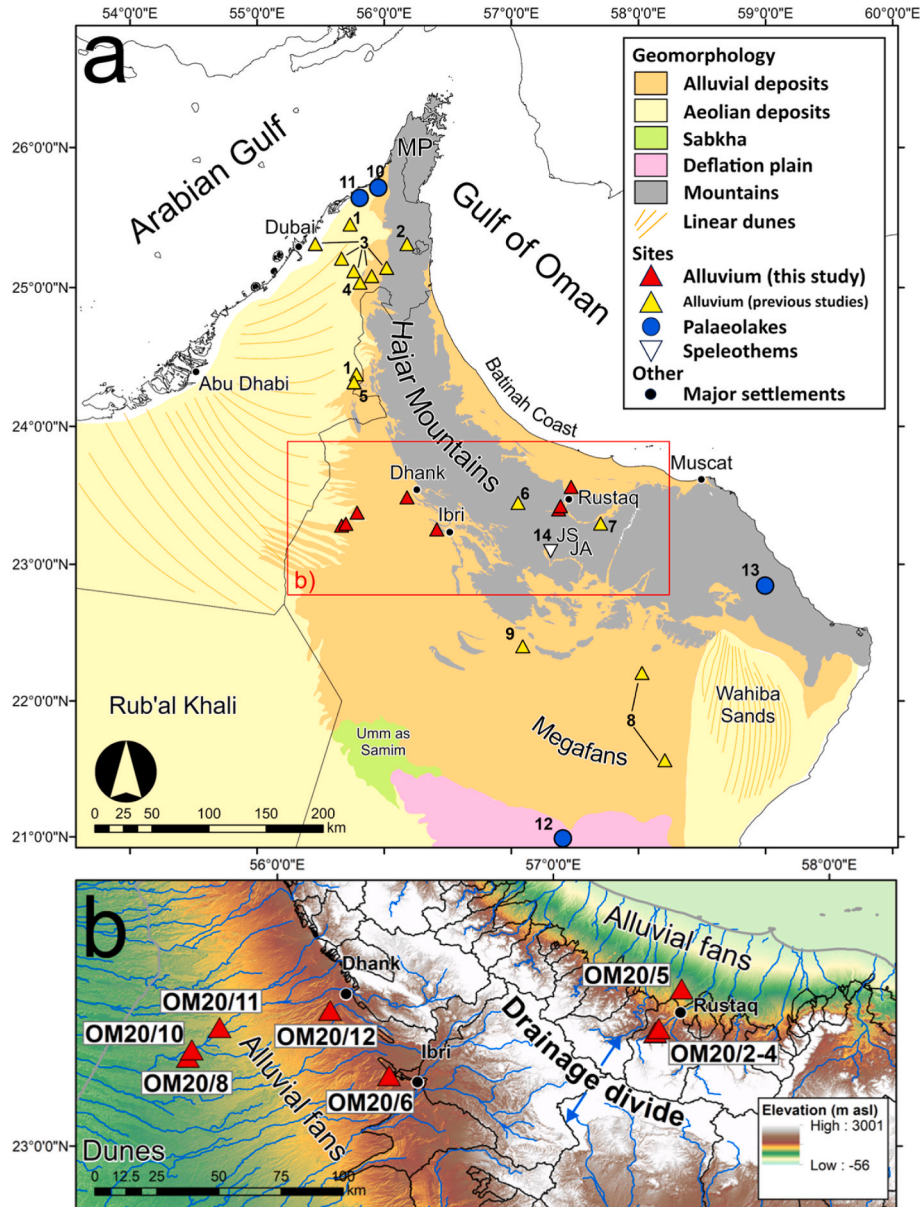 54°0'0"E 55°0'0"E 56°0'0"E 57°0'0"E 58°0'0"E 59°0'0"E 60°0'0"E
a
Geomorphology
Alluvial deposits
Aeolian deposits
Sabkha
Deflation plain
Mountains
Linear dunes
Sites
Alluvium (this study)
Alluvium (previous studies)
Palaeolakes
Speleothems
Other
Major settlements
26°0'0"N
25°0'0"N
24°0'0"N
23°0'0"N
22°0'0"N
21°0'0"N
Arabian Gulf
Gulf of Oman
MP
10
11
1
2
Dubai
3
4
Hajar Mountains
1
5
Abu Dhabi
Batinah Coast
Muscat
Dhank
6
Rustaq
Ibri
7
14 JS
JA
b)
13
9
8
Rub'al Khali
Wahiba
Sands
Umm as
Samim
Megafans
12
0 25 50 100 150 200
km
56°0'0"E 57°0'0"E 58°0'0"E
b
Alluvial fans
Dhank
OM20/5
Rustaq
OM20/11
OM20/10
OM20/12
OM20/2-4
Drainage divide
Ibri
OM20/8
Alluvial fans
OM20/6
Elevation (m asl)
High : 3001
Low : -56
23°0'0"N
Dunes
0 12.5 25 50 75 100
km